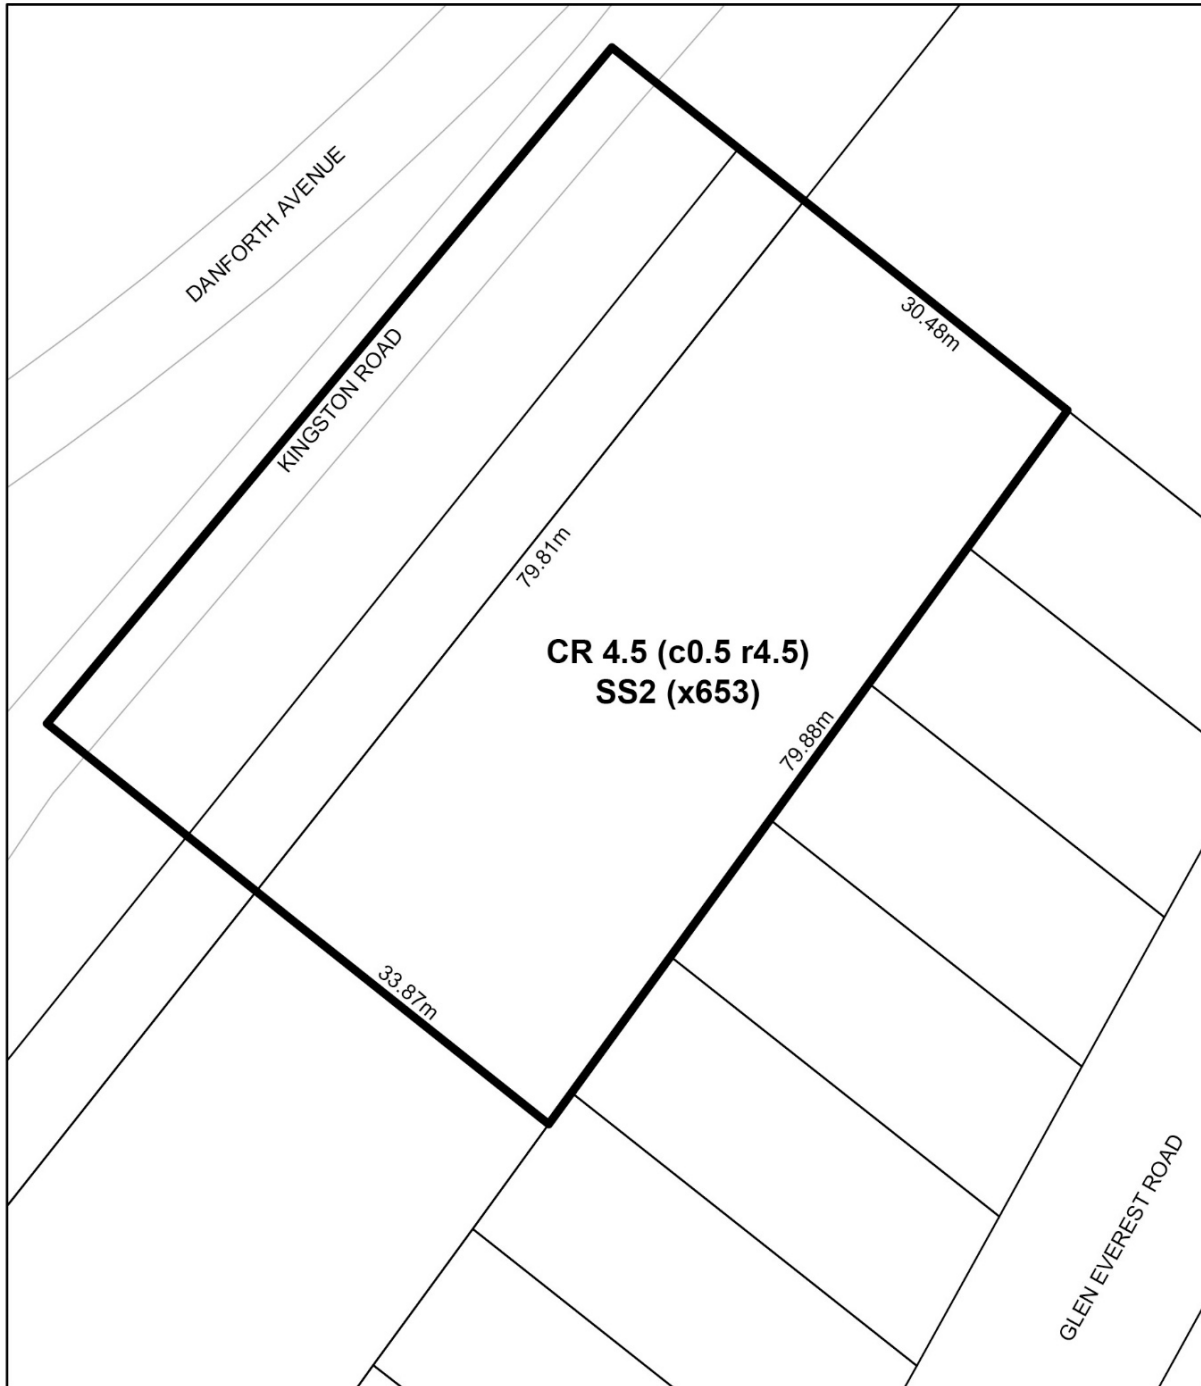 DANFORTH AVENUE
KINGSTON ROAD
30.48m
79.81m
CR 4.5 (c0.5 r4.5)
SS2 (x653)
79.88m
33.87m
GLEN EVEREST ROAD